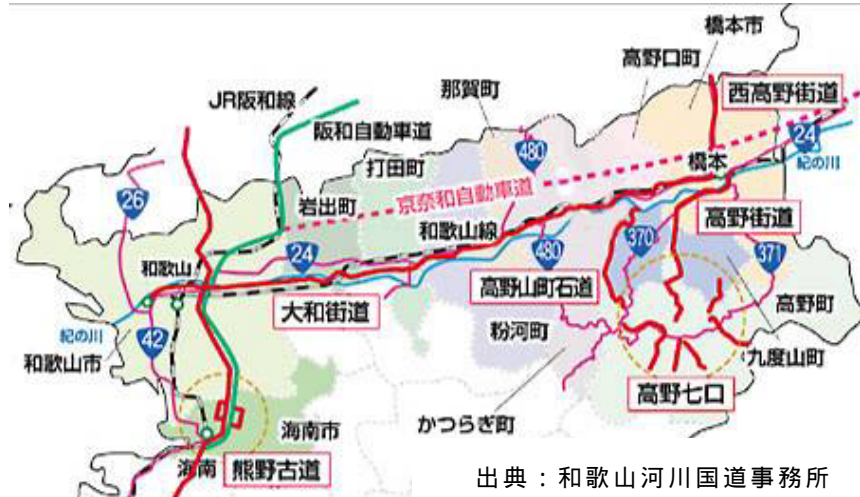 橋本市
高野口町
西高野街道
那賀町
JR阪和線
阪和自動車道
24
480
打田町
橋本
紀の川
京奈和自動車道
岩出町
26
和歌山線
高野街道
370
24
480
371
和歌山
高野山町石道
大和街道
高野町
紀の川
42
粉河町
和歌山市
九度山町
高野七口
かつらぎ町
海南市
海南
熊野古道
出典：和歌山河川国道事務所